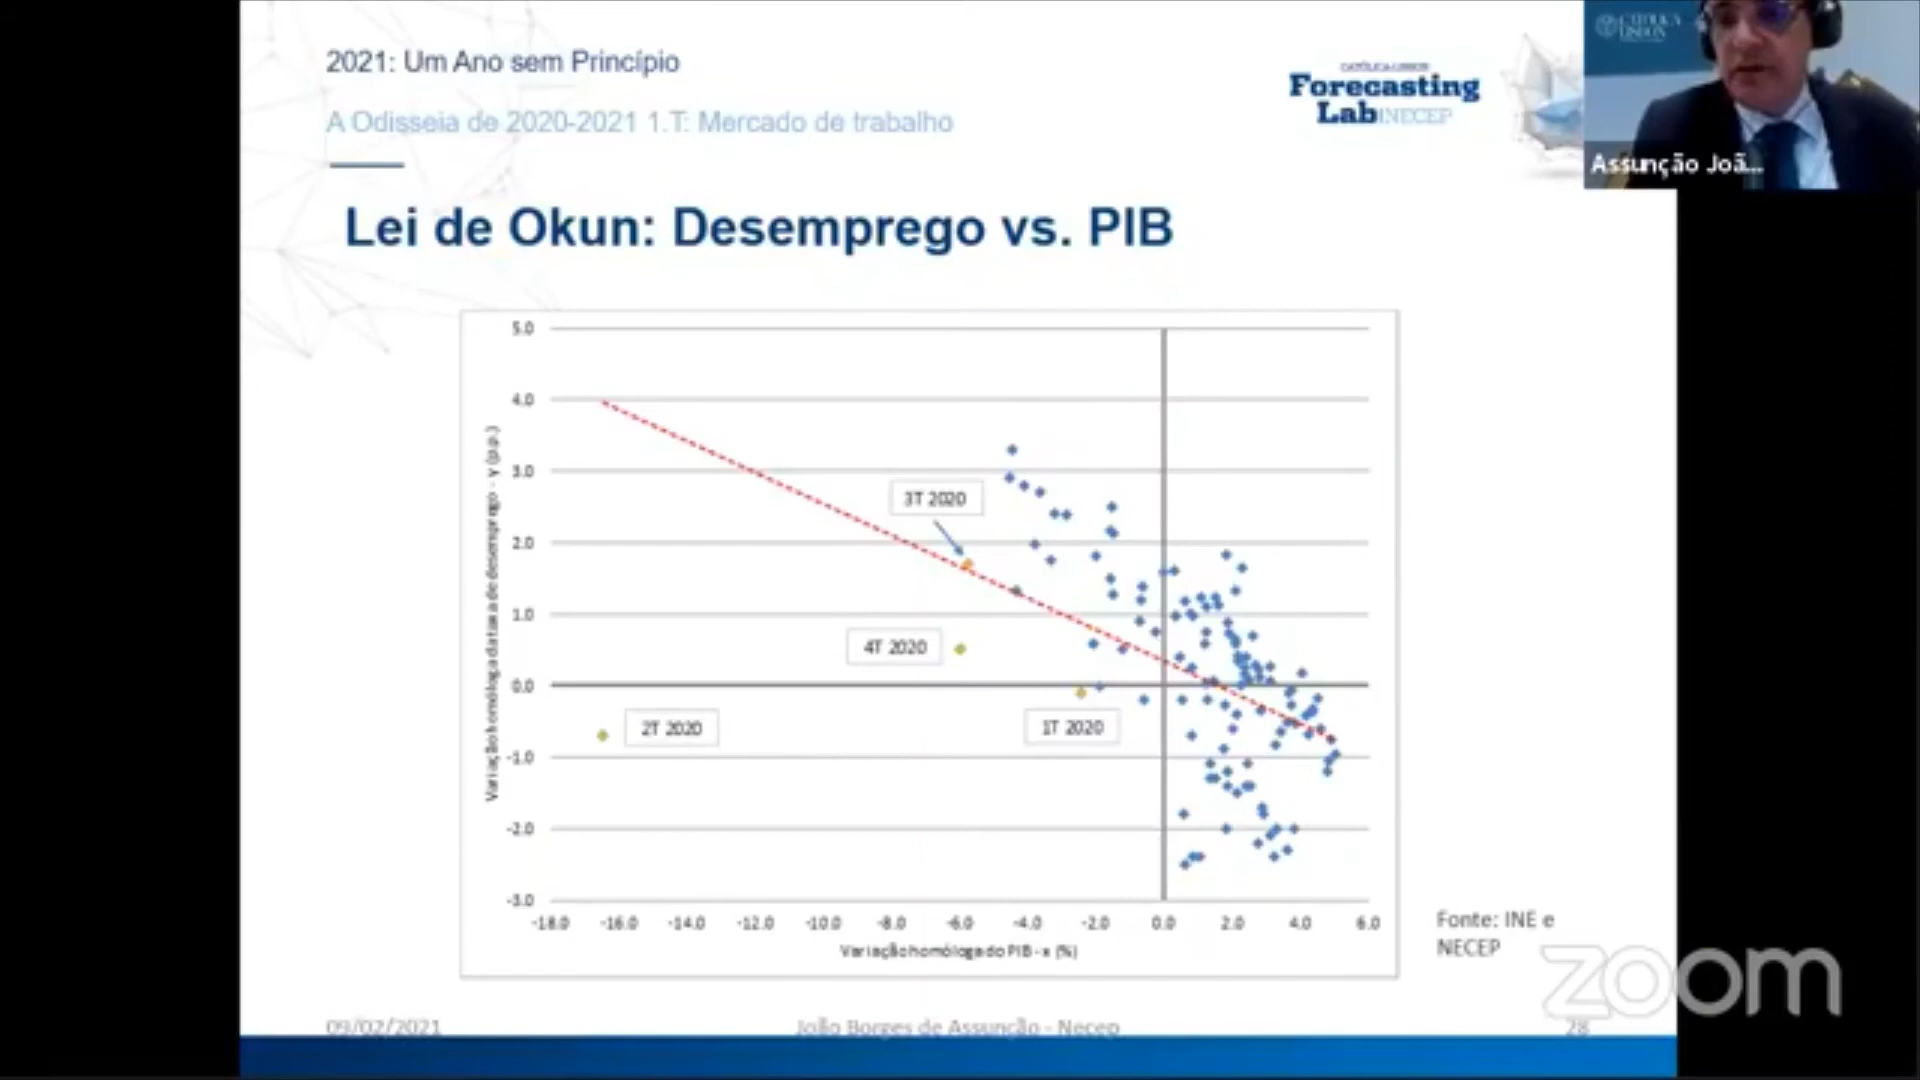 2021: Um Ano sem Princípio
A Odisseia de 2020-2021 1.T: Mercado de trabalho
CATÓLICA-LISBON
Forecasting
Lab NECEP
CATÓLICA
LISBON
Assunção Joã...
Lei de Okun: Desemprego vs. PIB
5.0
4.0
3.0
2.0
1.0
0.0
-1.0
-2.0
-3.0
Variação homóloga da taxa de desemprego - y (p.p.)
3T 2020
4T 2020
2T 2020
1T 2020
-18.0 -16.0 -14.0 -12.0 -10.0 -8.0 -6.0 -4.0 -2.0 0.0 2.0 4.0 6.0
Variação homóloga do PIB - x (%)
Fonte: INE e
NECEP
zoom
09/02/2021
João Borges de Assunção - Necep
28